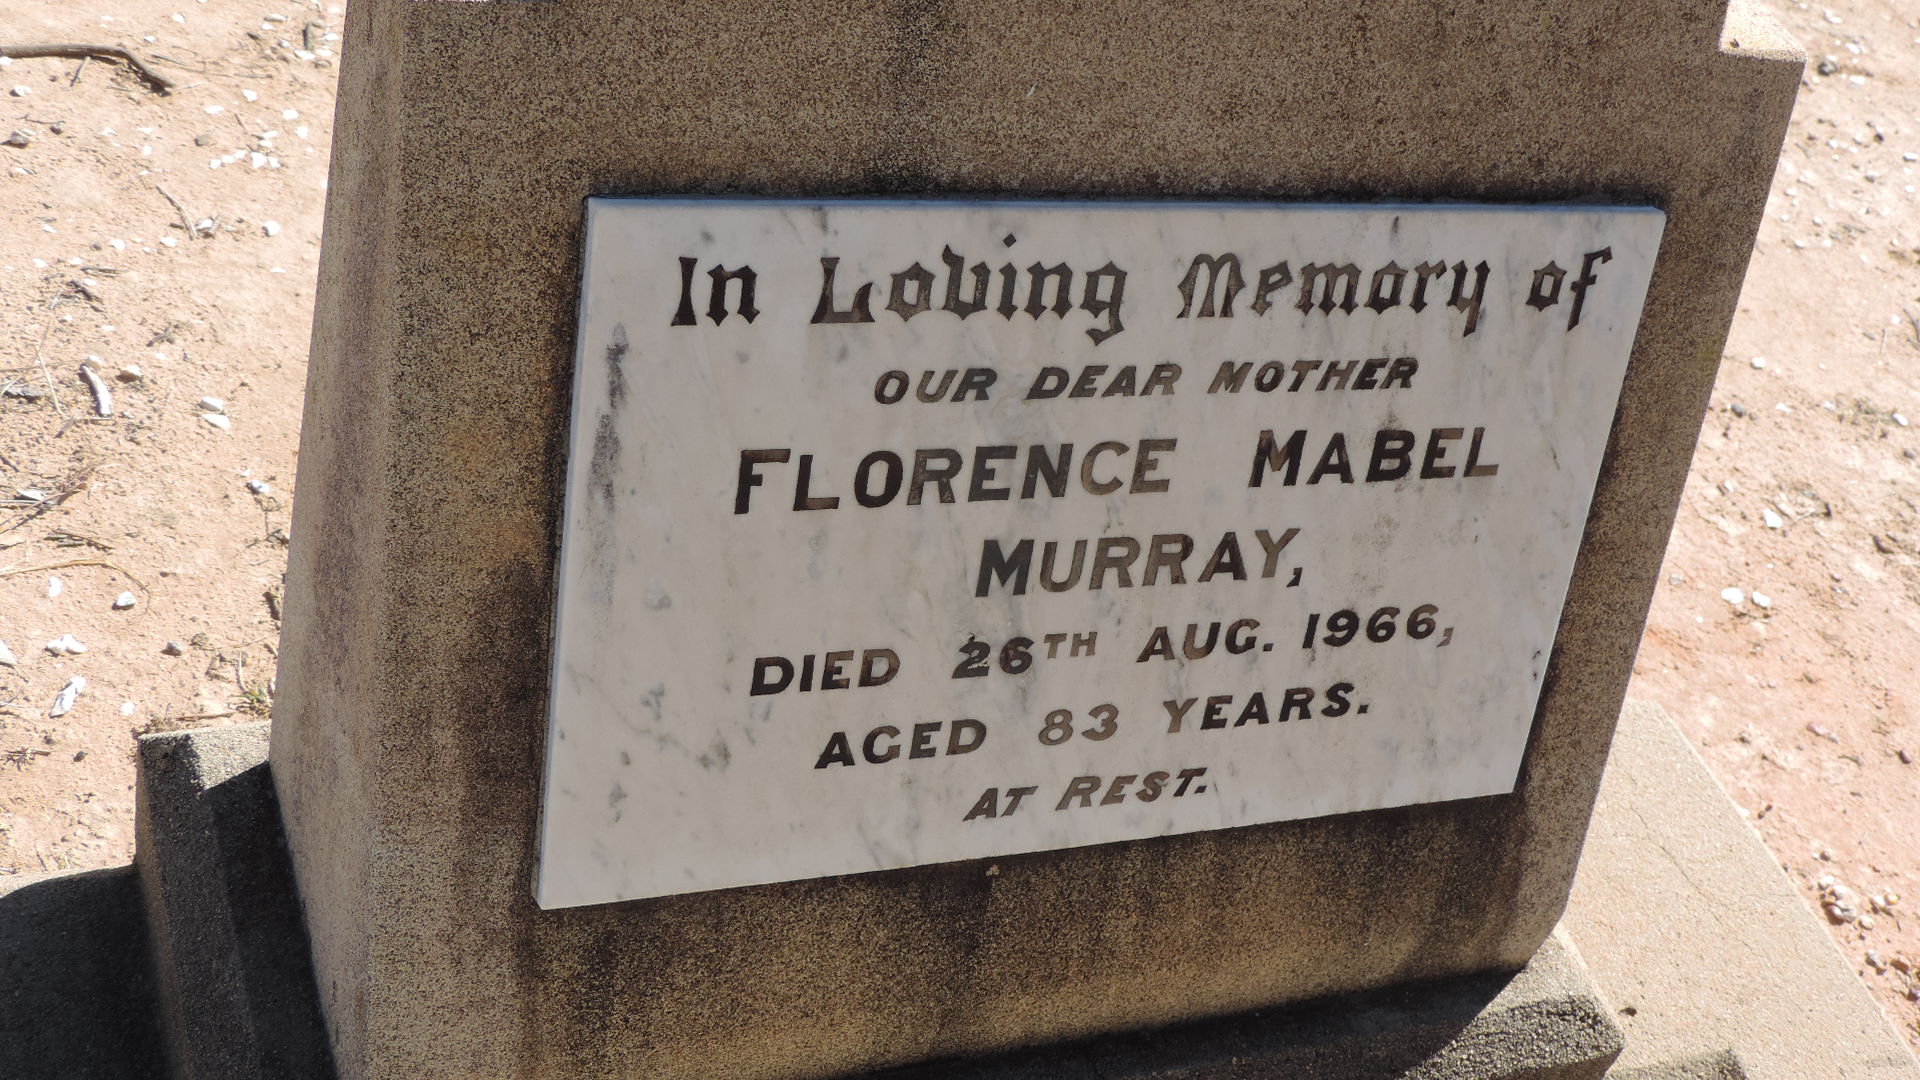 In Loving Memory of
OUR DEAR MOTHER
FLORENCE MABEL
MURRAY,
DIED 26TH AUG. 1966,
AGED 83 YEARS.
AT REST.